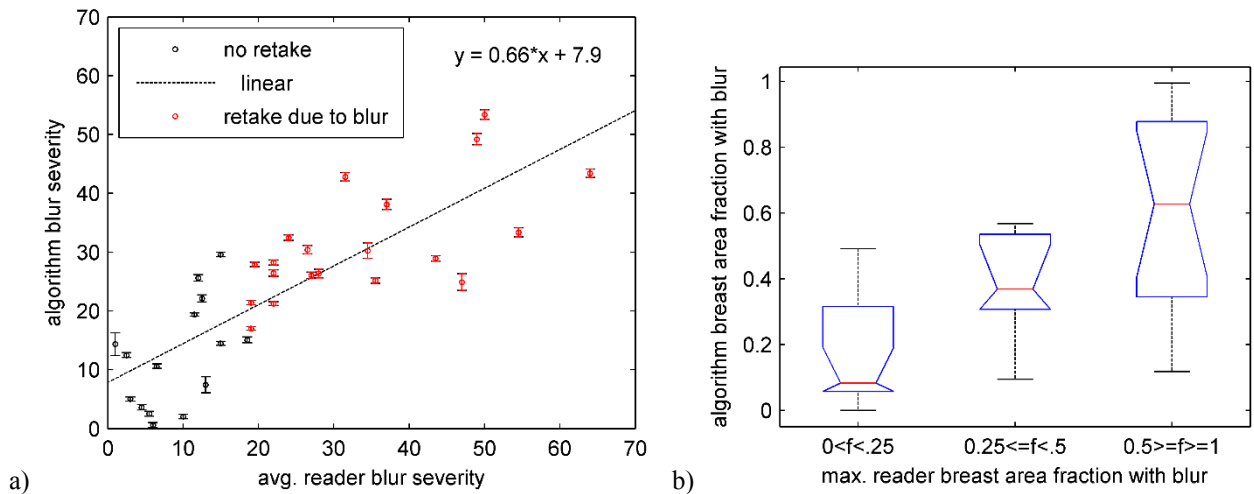 70
60
50
40
30
20
10
0
algorithm blur severity
no retake
linear
retake due to blur
y = 0.66*x + 7.9
0 10 20 30 40 50 60 70
avg. reader blur severity
a)
1
0.8
0.6
0.4
0.2
0
algorithm breast area fraction with blur
0<f<.25 0.25<=f<.5 0.5>=f>=1
max. reader breast area fraction with blur
b)